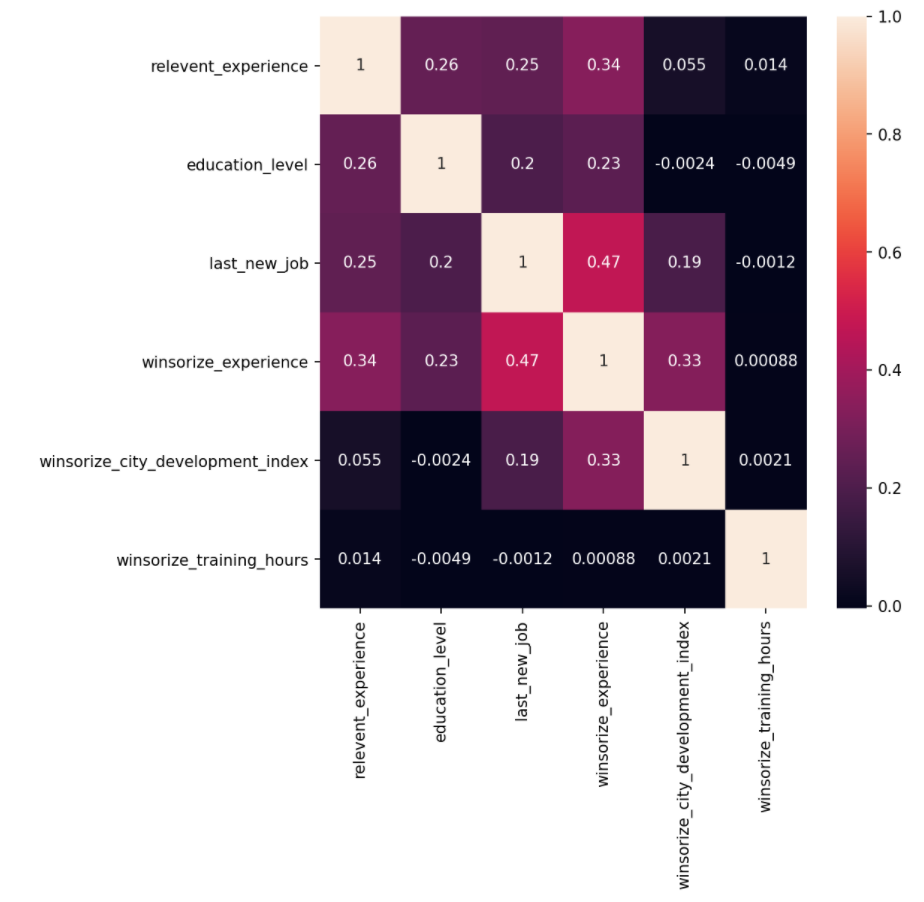 relevent_experience 1 0.26 0.25 0.34 0.055 0.014
education_level 0.26 1 0.2 0.23 -0.0024 -0.0049
last_new_job 0.25 0.2 1 0.47 0.19 -0.0012
winsorize_experience 0.34 0.23 0.47 1 0.33 0.00088
winsorize_city_development_index 0.055 -0.0024 0.19 0.33 1 0.0021
winsorize_training_hours 0.014 -0.0049 -0.0012 0.00088 0.0021 1
relevent_experience
education_level
last_new_job
winsorize_experience
winsorize_city_development_index
winsorize_training_hours
1.0
0.8
0.6
0.4
0.2
0.0